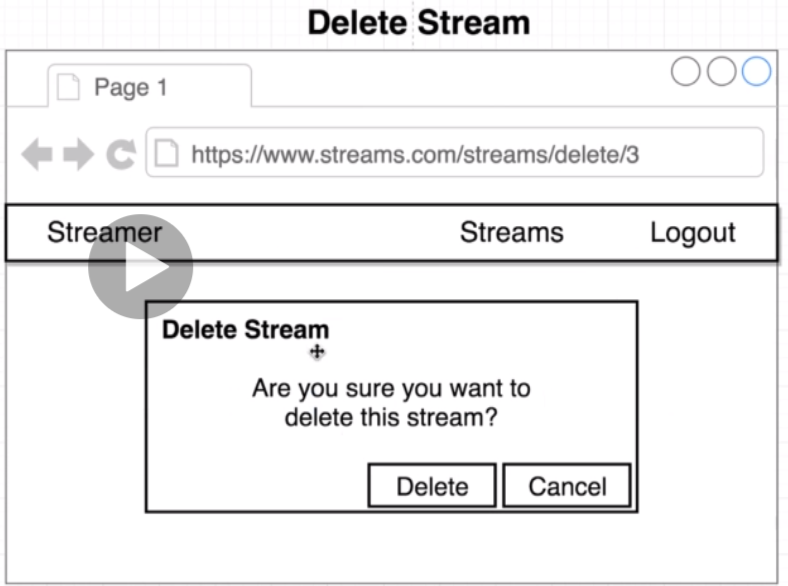 Delete Stream
Page 1
https://www.streams.com/streams/delete/3
Streamer Streams Logout
Delete Stream
Are you sure you want to
delete this stream?
Delete Cancel